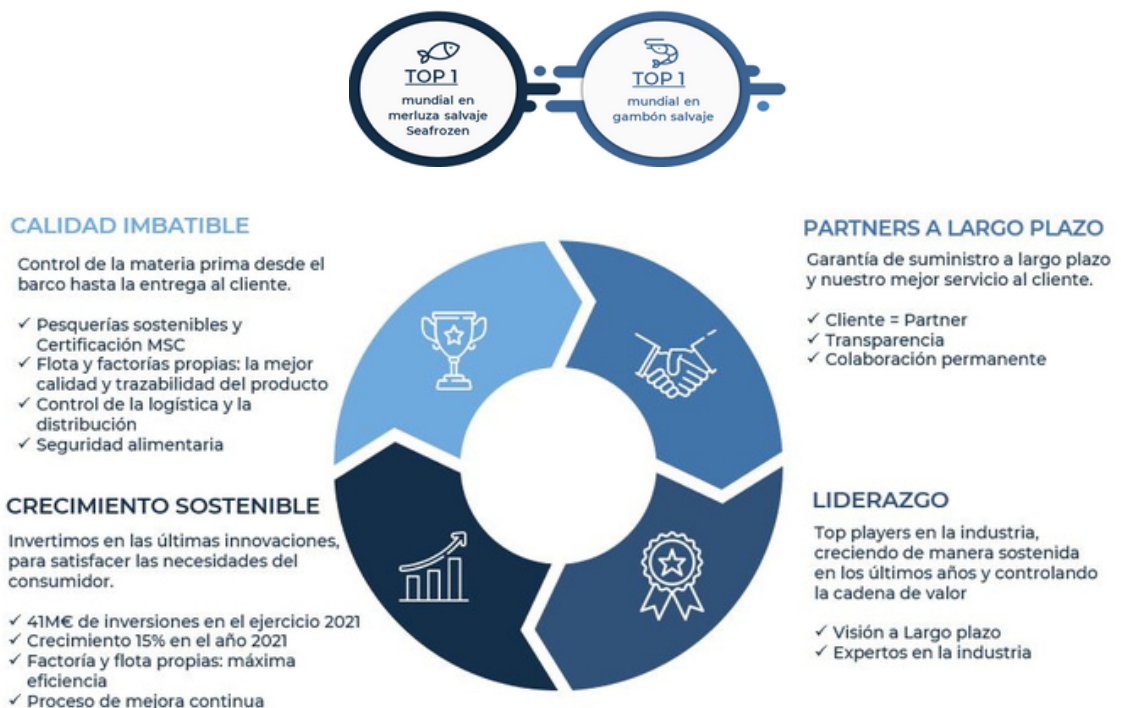 TOP 1
mundial en
merluza salvaje
Seafrozen
TOP 1
mundial en
gambón salvaje
CALIDAD IMBATIBLE
Control de la materia prima desde el
barco hasta la entrega al cliente.
✓ Pesquerías sostenibles y
Certificación MSC
✓ Flota y factorías propias: la mejor
calidad y trazabilidad del producto
✓ Control de la logística y la
distribución
✓ Seguridad alimentaria
PARTNERS A LARGO PLAZO
Garantía de suministro a largo plazo
y nuestro mejor servicio al cliente.
✓ Cliente = Partner
✓ Transparencia
✓ Colaboración permanente
CRECIMIENTO SOSTENIBLE
Invertimos en las últimas innovaciones,
para satisfacer las necesidades del
consumidor.
✓ 41M€ de inversiones en el ejercicio 2021
✓ Crecimiento 15% en el año 2021
✓ Factoría y flota propias: máxima
eficiencia
✓ Proceso de mejora continua
LIDERAZGO
Top players en la industria,
creciendo de manera sostenida
en los últimos años y controlando
la cadena de valor
✓ Visión a Largo plazo
✓ Expertos en la industria